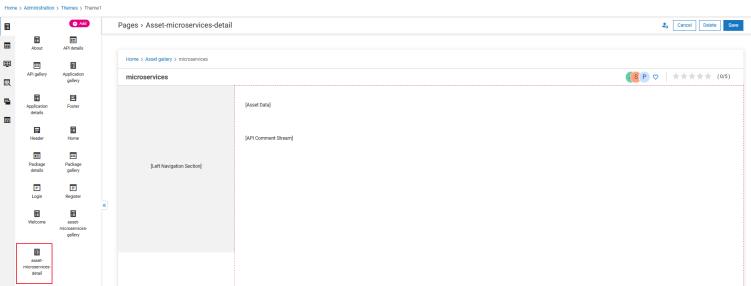 Home > Administration > Themes > Theme1
Add
Pages > Asset-microservices-detail
Cancel
Delete
Save
About
API details
API gallery
Application
gallery
Application
details
Footer
Header
Home
Package
details
Package
gallery
Login
Register
Welcome
asset-
microservices-
gallery
asset-
microservices-
detail
Home > Asset gallery > microservices
microservices
S
P
(0/5)
[Left Navigation Section]
[Asset Data]
[API Comment Stream]